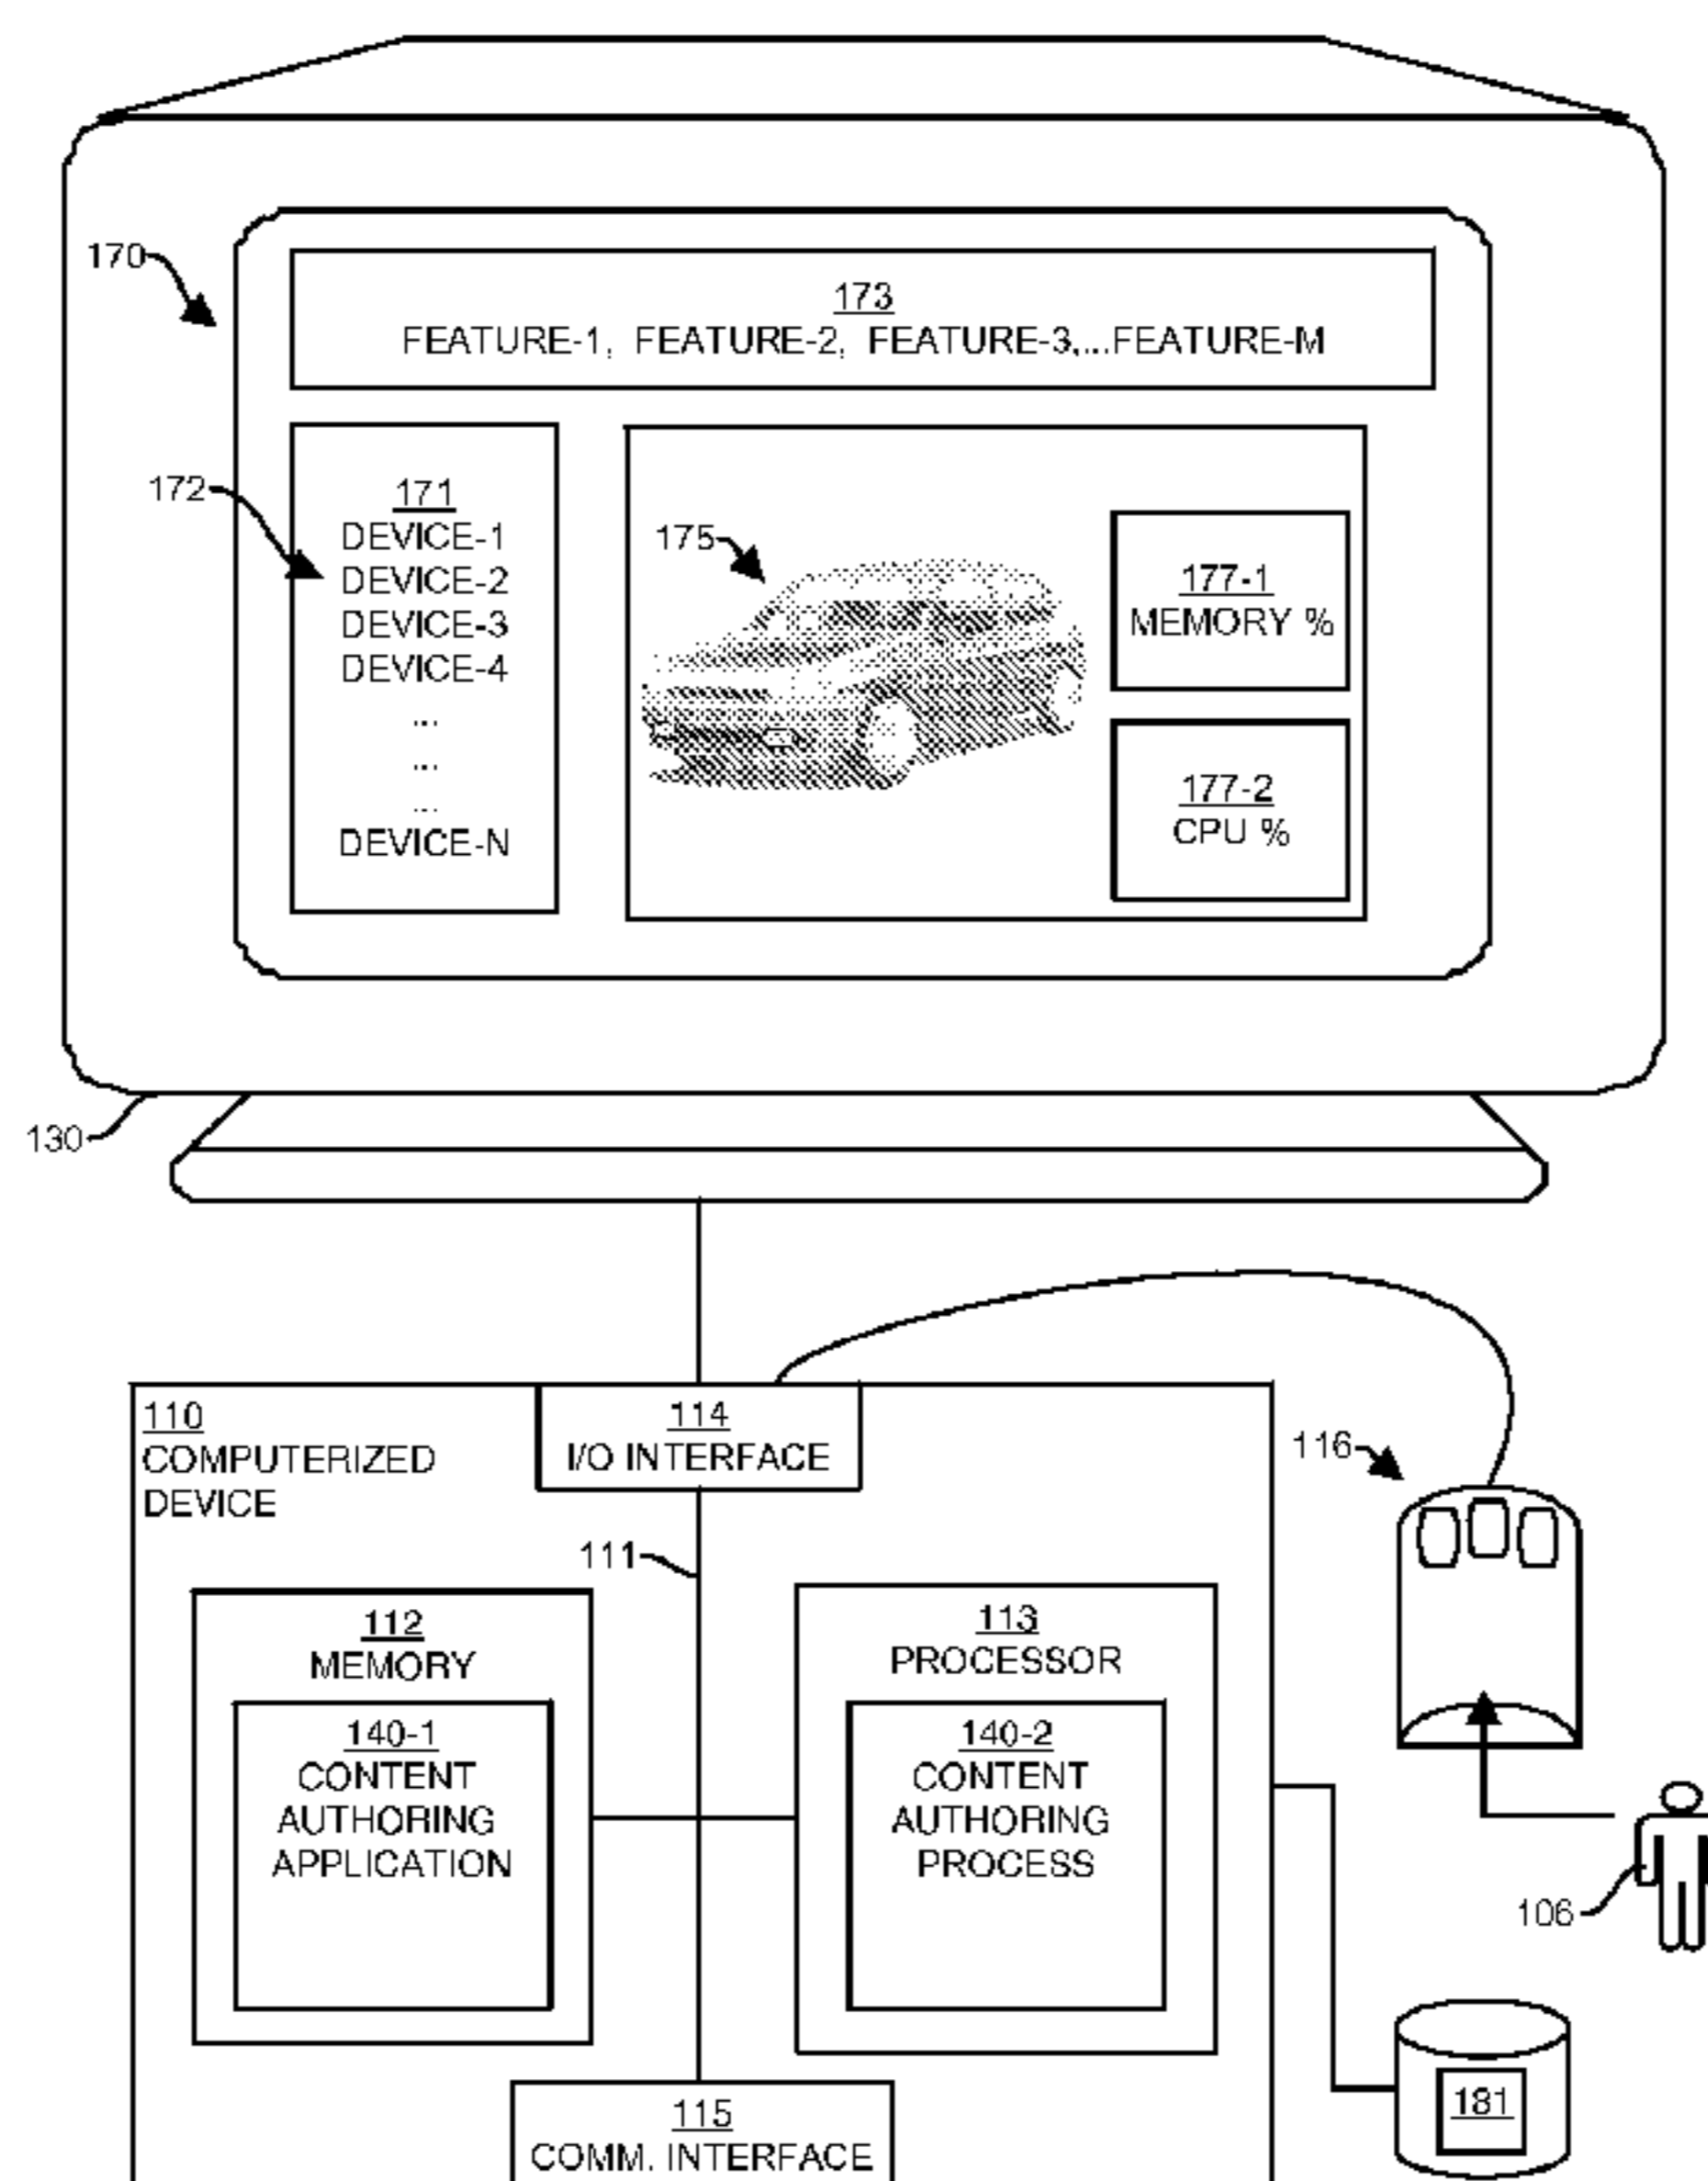 170
173
FEATURE-1, FEATURE-2, FEATURE-3,...FEATURE-M
172
171
DEVICE-1
DEVICE-2
DEVICE-3
DEVICE-4
...
...
...
DEVICE-N
175
177-1
MEMORY %
177-2
CPU %
130
110
COMPUTERIZED
DEVICE
114
I/O INTERFACE
116
111
112
MEMORY
140-1
CONTENT
AUTHORING
APPLICATION
113
PROCESSOR
140-2
CONTENT
AUTHORING
PROCESS
106
181
115
COMM. INTERFACE